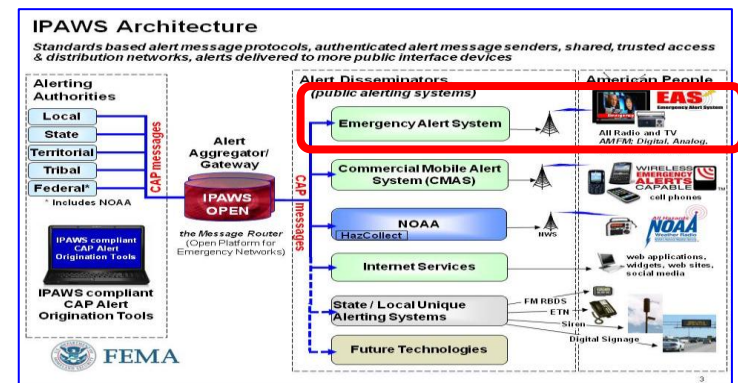 IPAWS Architecture
Standards based alert message protocols, authenticated alert message senders, shared, trusted access
& distribution networks, alerts delivered to more public interface devices
Alerting
Authorities
Local
State
Territorial
Tribal
Federal*
* Includes NOAA
IPAWS compliant
CAP Alert
Origination Tools
IPAWS compliant
CAP Alert
Origination Tools
FEMA
CAP messages
Alert
Aggregator/
Gateway
IPAWS
OPEN
the Message Router
(Open Platform for
Emergency Networks)
CAP messages
Alert Disseminators
(public alerting systems)
Emergency Alert System
Commercial Mobile Alert
System (CMAS)
NOAA
HazCollect
Internet Services
State / Local Unique
Alerting Systems
Future Technologies
NWS
FM RBDS
ETN
Siren
Digital Signage
American People
EAS
Emergency Alert System
All Radio and TV
AMFM; Digital, Analog.
WIRELESS
EMERGENCY
ALERTS
CAPABLE
TM
cell phones
All Hazards
NOAA
Weather Radio
web applications,
widgets, web sites,
social media
3